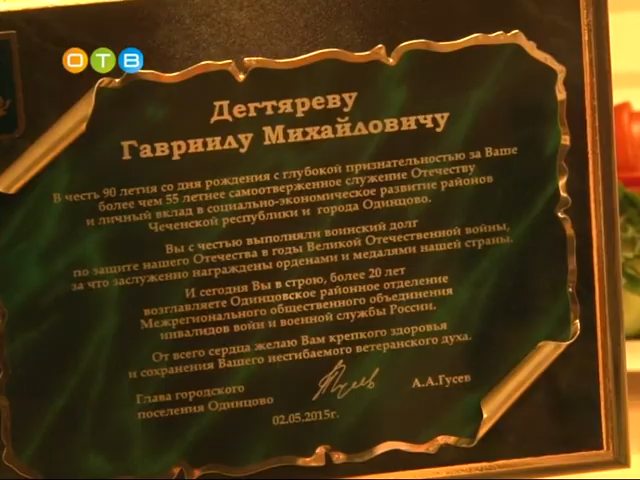 ОТВ
Дегтяреву
Гавриилу Михайловичу
В честь 90 летия со дня рождения с глубокой признательностью за Ваше
более чем 55 летнее самоотверженное служение Отечеству
и личный вклад в социально-экономическое развитие районов
Чеченской республики и города Одинцово.
Вы с честью выполняли воинский долг
по защите нашего Отечества в годы Великой Отечественной войны,
за что заслуженно награждены орденами и медалями нашей страны.
И сегодня Вы в строю, более 20 лет
возглавляете Одинцовское районное отделение
Межрегионального общественного объединения
инвалидов войн и военной службы России.
От всего сердца желаю Вам крепкого здоровья
и сохранения Вашего несгибаемого ветеранского духа.
Глава городского
поселения Одинцово
А.А.Гусев
02.05.2015г.